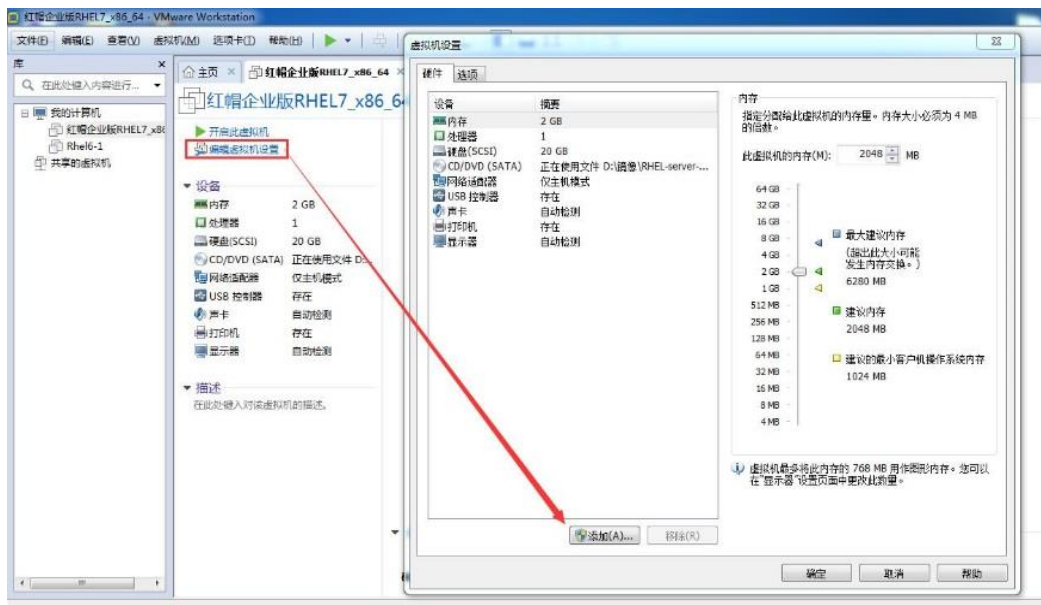 红帽企业版RHEL7_x86_64 - VMware Workstation
文件(F) 编辑(E) 查看(V) 虚拟机(M) 选项卡(T) 帮助(H)
库
在此处键入内容进行...
我的计算机
红帽企业版RHEL7_x86
Rhel6-1
共享的虚拟机
主页 红帽企业版RHEL7_x86_64
红帽企业版RHEL7_x86_64
开启此虚拟机
编辑虚拟机设置
设备
内存 2 GB
处理器 1
硬盘(SCSI) 20 GB
CD/DVD (SATA) 正在使用文件 D:
网络适配器 仅主机模式
USB 控制器 存在
声卡 自动检测
打印机 存在
显示器 自动检测
描述
在此处键入对该虚拟机的描述。
虚拟机设置
硬件 选项
设备 摘要
内存 2 GB
处理器 1
硬盘(SCSI) 20 GB
CD/DVD (SATA) 正在使用文件 D:\镜像\RHEL-server-...
网络适配器 仅主机模式
USB 控制器 存在
声卡 自动检测
打印机 存在
显示器 自动检测
添加(A)... 移除(R)
内存
指定分配给此虚拟机的内存量。内存大小必须为 4 MB
的倍数。
此虚拟机的内存(M): 2048 MB
64 GB
32 GB
16 GB
8 GB
4 GB
2 GB
1 GB
512 MB
256 MB
128 MB
64 MB
32 MB
16 MB
8 MB
4 MB
最大建议内存
(超出此大小可能
发生内存交换。)
6280 MB
建议内存
2048 MB
建议的最小客户机操作系统内存
1024 MB
虚拟机最多将此内存的 768 MB 用作图形内存。您可以
在"显示器"设置页面中更改此数量。
确定 取消 帮助